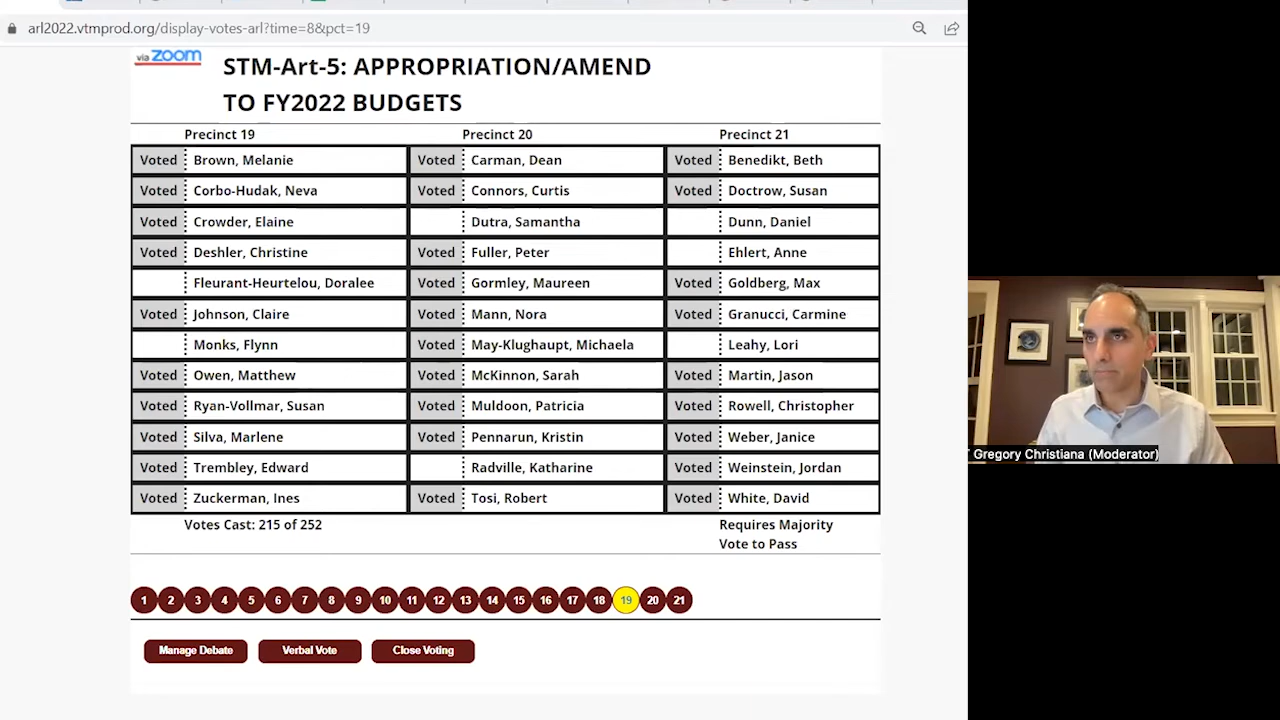 arl2022.vtmprod.org/display-votes-arl?time=8&pct=19
via zoom
STM-Art-5: APPROPRIATION/AMEND
TO FY2022 BUDGETS
Precinct 19 Precinct 20 Precinct 21
Voted Brown, Melanie Voted Carman, Dean Voted Benedikt, Beth
Voted Corbo-Hudak, Neva Voted Connors, Curtis Voted Doctrow, Susan
Voted Crowder, Elaine Dutra, Samantha Dunn, Daniel
Voted Deshler, Christine Voted Fuller, Peter Ehlert, Anne
Fleurant-Heurtelou, Doralee Voted Gormley, Maureen Voted Goldberg, Max
Voted Johnson, Claire Voted Mann, Nora Voted Granucci, Carmine
Monks, Flynn Voted May-Klughaupt, Michaela Leahy, Lori
Voted Owen, Matthew Voted McKinnon, Sarah Voted Martin, Jason
Voted Ryan-Vollmar, Susan Voted Muldoon, Patricia Voted Rowell, Christopher
Voted Silva, Marlene Voted Pennarun, Kristin Voted Weber, Janice
Voted Trembley, Edward Radville, Katharine Voted Weinstein, Jordan
Voted Zuckerman, Ines Voted Tosi, Robert Voted White, David
Votes Cast: 215 of 252 Requires Majority
Vote to Pass
1 2 3 4 5 6 7 8 9 10 11 12 13 14 15 16 17 18 19 20 21
Manage Debate Verbal Vote Close Voting
Gregory Christiana (Moderator)